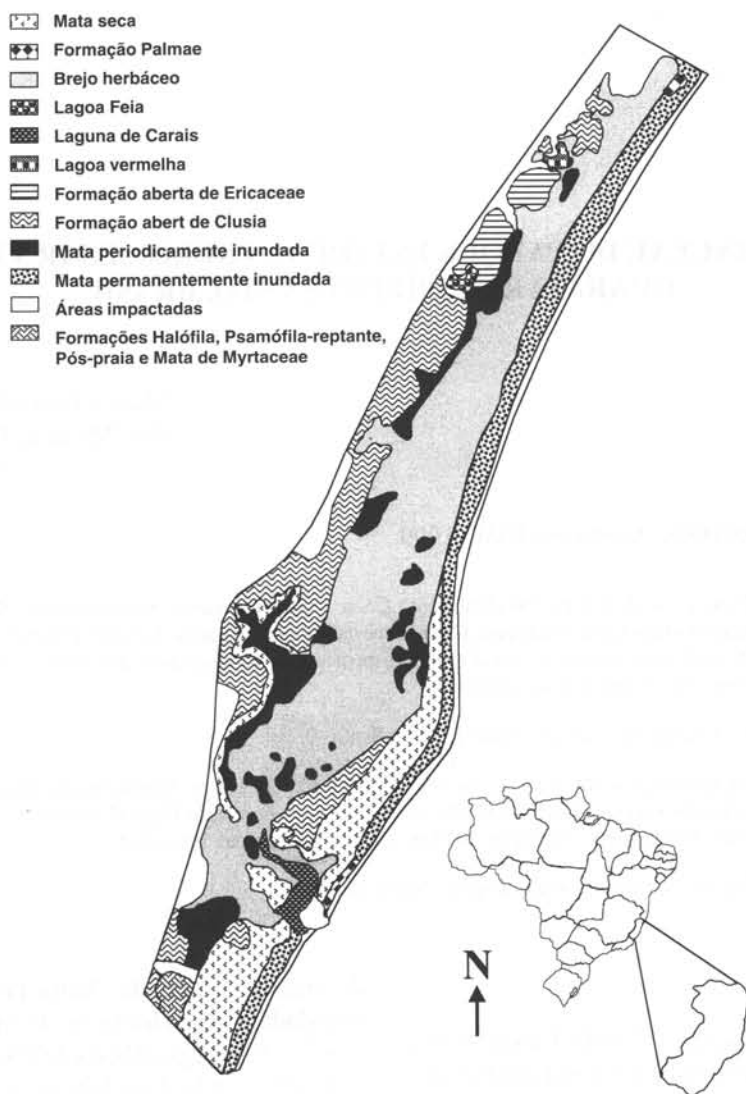 Mata seca
Formação Palmae
Brejo herbáceo
Lagoa Feia
Laguna de Carais
Lagoa vermelha
Formação aberta de Ericaceae
Formação abert de Clusia
Mata periodicamente inundada
Mata permanentemente inundada
Áreas impactadas
Formações Halófila, Psamófila-reptante,
Pós-praia e Mata de Myrtaceae
N